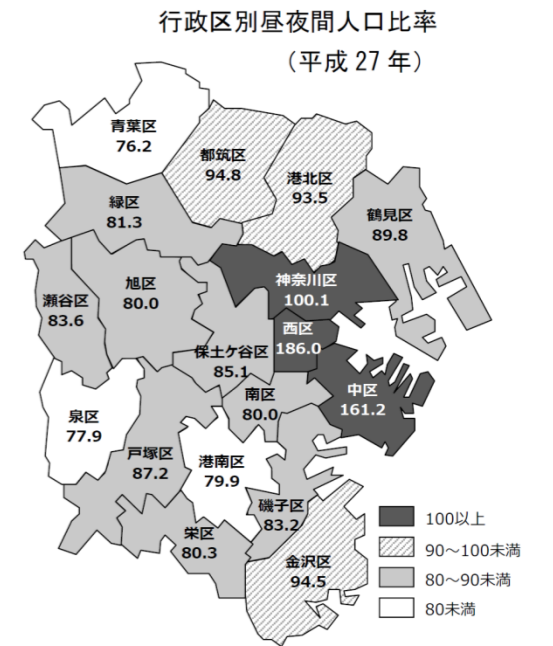 行政区別昼夜間人口比率
（平成 27 年）
青葉区
76.2
都筑区
94.8
港北区
93.5
緑区
81.3
鶴見区
89.8
神奈川区
100.1
瀬谷区
83.6
旭区
80.0
西区
186.0
保土ケ谷区
85.1
中区
161.2
南区
80.0
泉区
77.9
戸塚区
87.2
港南区
79.9
磯子区
83.2
栄区
80.3
金沢区
94.5
100以上
90～100未満
80～90未満
80未満